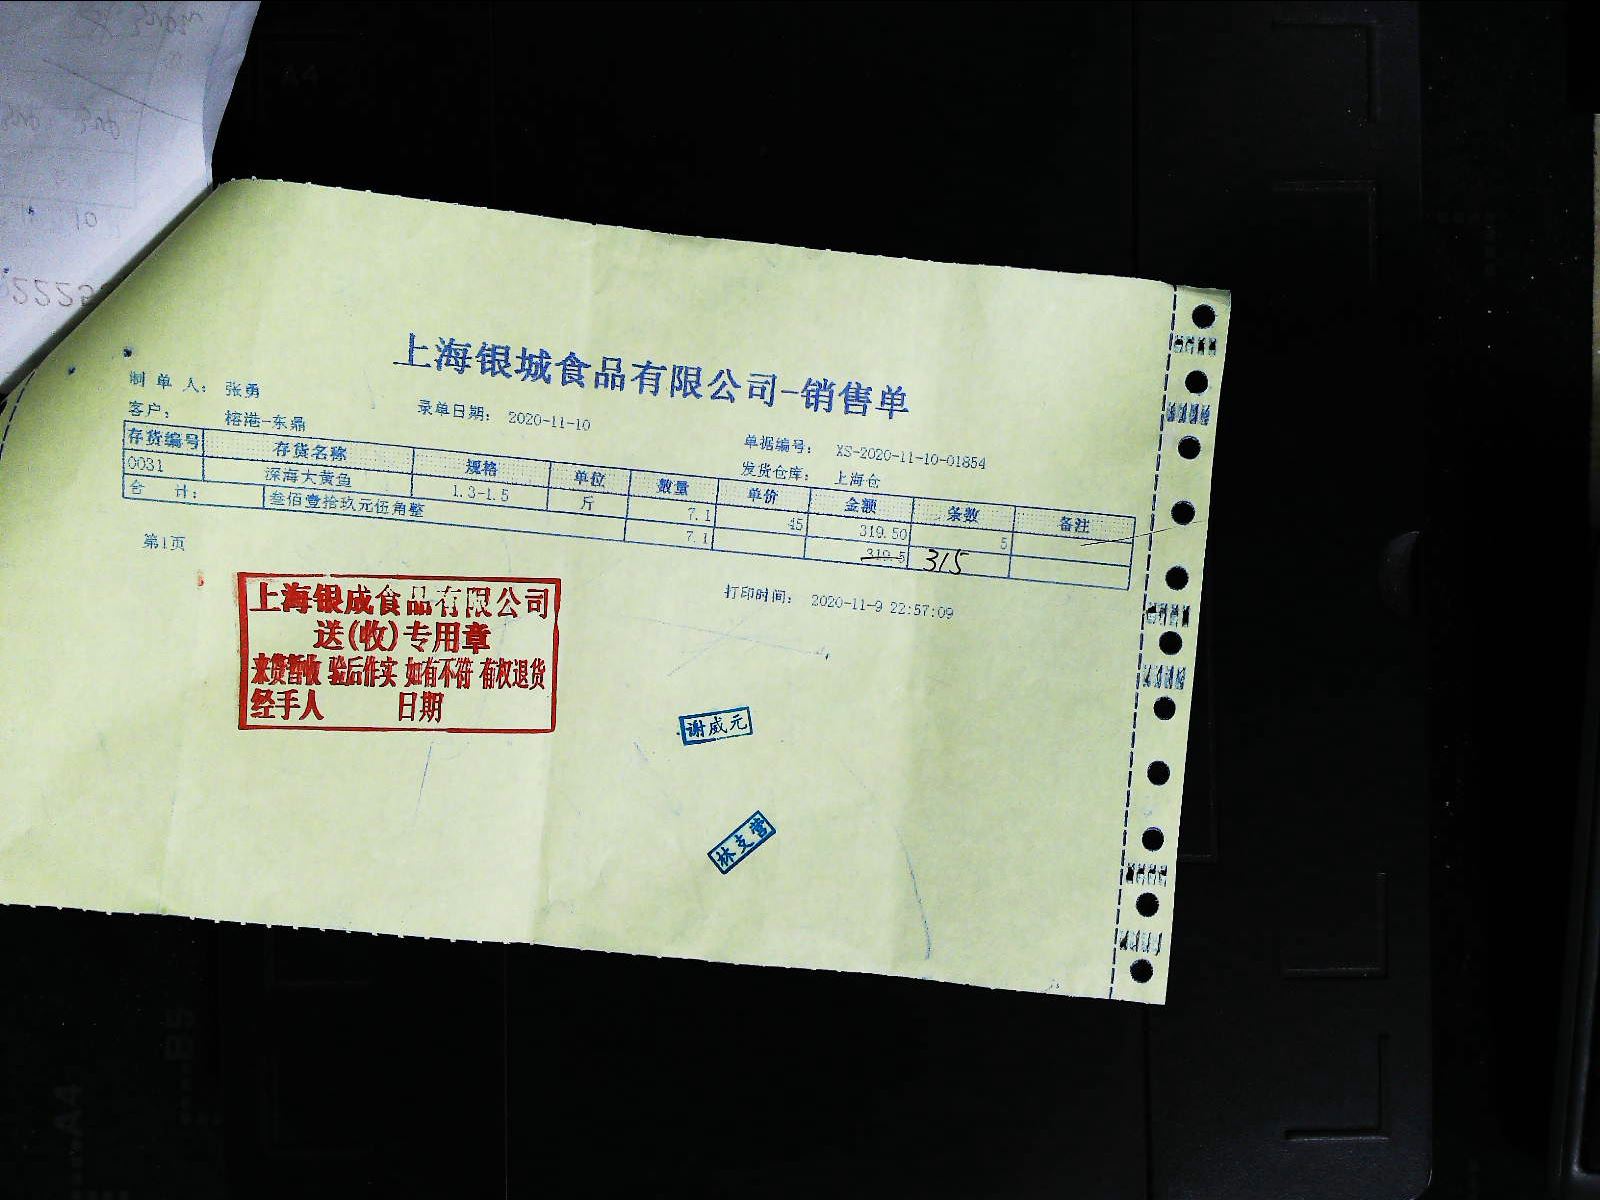 上海银城食品有限公司-销售单
制单人： 张勇
客户： 榕港-东鼎
录单日期： 2020-11-10
单据编号： XS-2020-11-10-01854
发货仓库： 上海仓
存货编号 存货名称 规格 单位 数量 单价 金额 条数 备注
0031 深海大黄鱼 1.3-1.5 斤 7.1 45 319.50 5
合 计： 叁佰壹拾玖元伍角整 7.1 319.5 315
第1页
打印时间： 2020-11-9 22:57:09
上海银成食品有限公司
送(收)专用章
来货暂收 验后作实 如有不符 有权退货
经手人 日期
谢威元
林支营